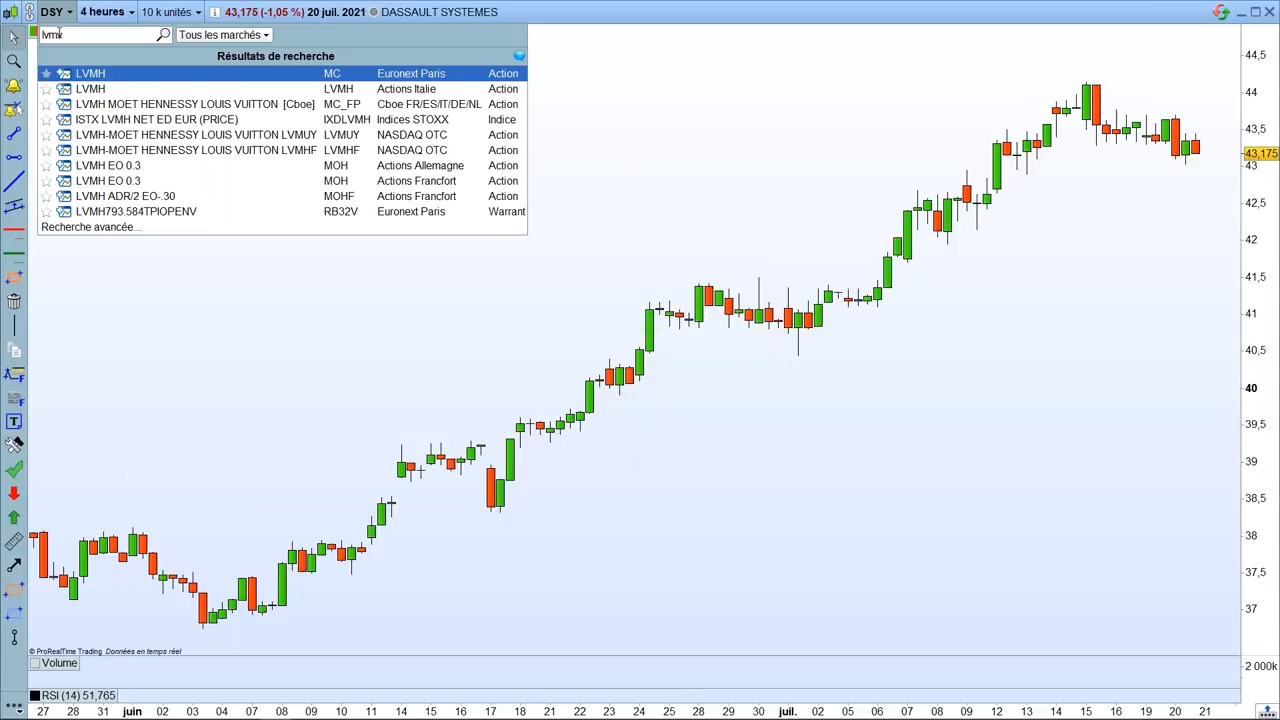 DSY 4 heures 10 k unités 43,175 (-1,05 %) 20 juil. 2021 DASSAULT SYSTEMES
lvmh Tous les marchés
Résultats de recherche
LVMH MC Euronext Paris Action
LVMH LVMH Actions Italie Action
LVMH MOET HENNESSY LOUIS VUITTON [Cboe] MC_FP Cboe FR/ES/IT/DE/NL Action
ISTX LVMH NET ED EUR (PRICE) IXDLVMH Indices STOXX Indice
LVMH-MOET HENNESSY LOUIS VUITTON LVMUY LVMUY NASDAQ OTC Action
LVMH-MOET HENNESSY LOUIS VUITTON LVMHF LVMHF NASDAQ OTC Action
LVMH EO 0.3 MOH Actions Allemagne Action
LVMH EO 0.3 MOH Actions Francfort Action
LVMH ADR/2 EO-.30 MOHF Actions Francfort Action
LVMH793.584TPIOPENV RB32V Euronext Paris Warrant
Recherche avancée...
44,5
44
43,5
43,175
43
42,5
42
41,5
41
40,5
40
39,5
39
38,5
38
37,5
37
© ProRealTime Trading Données en temps réel
Volume
2 000k
RSI (14) 51,765
27 28 31 juin 02 03 04 07 08 09 10 11 14 15 16 17 18 21 22 23 24 25 28 29 30 juil. 02 05 06 07 08 09 12 13 14 15 16 19 20 21